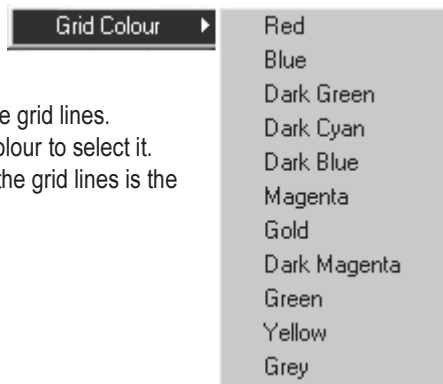 Grid Colour
Red
Blue
Dark Green
Dark Cyan
Dark Blue
Magenta
Gold
Dark Magenta
Green
Yellow
Grey
grid lines.
to select it.
the grid lines is the